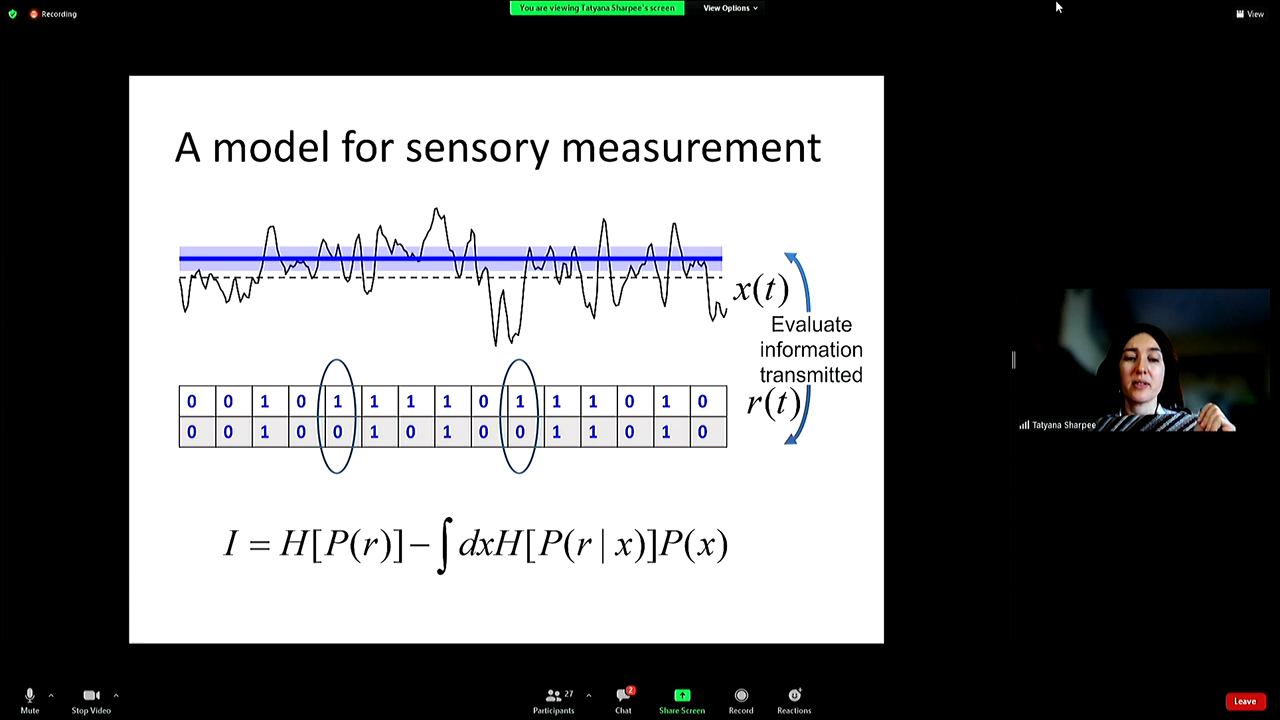 Recording
You are viewing Tatyana Sharpee's screen
View Options
View
A model for sensory measurement
x(t)
Evaluate
information
transmitted
r(t)
0 0 1 0 1 1 1 1 0 1 1 1 0 1 0
0 0 1 0 0 1 0 1 0 0 1 1 0 1 0
I = H[P(r)] − ∫ dxH[P(r | x)]P(x)
Tatyana Sharpee
Mute
Stop Video
Participants
27
Chat
2
Share Screen
Record
Reactions
Leave